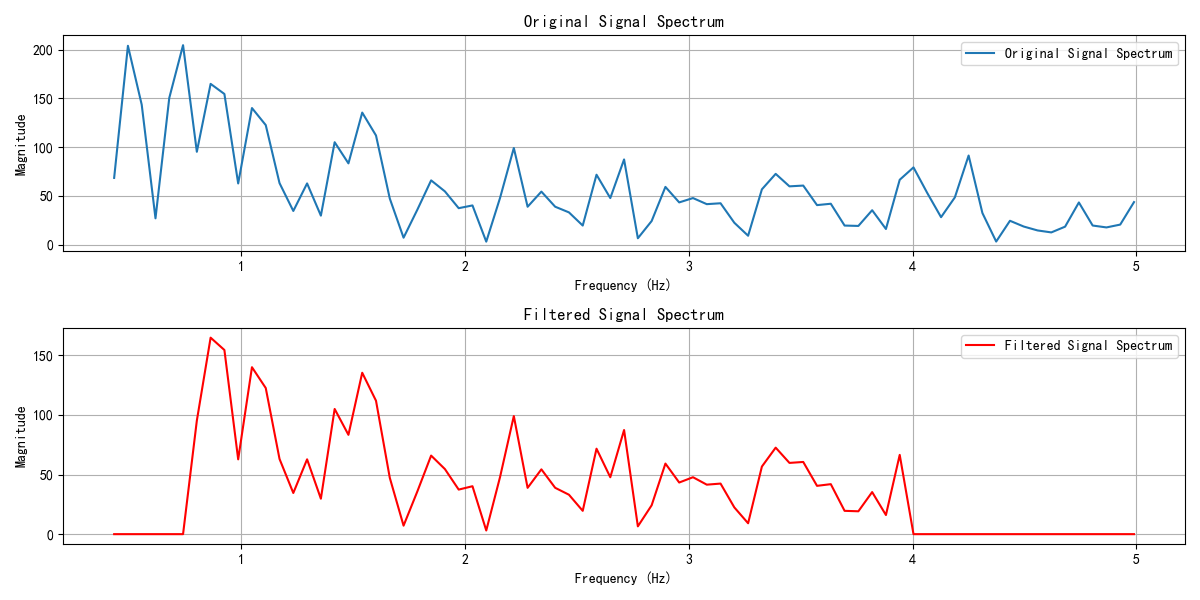 Original Signal Spectrum
Original Signal Spectrum
200
150
100
50
0
Magnitude
1 2 3 4 5
Frequency (Hz)
Filtered Signal Spectrum
Filtered Signal Spectrum
150
100
50
0
Magnitude
1 2 3 4 5
Frequency (Hz)